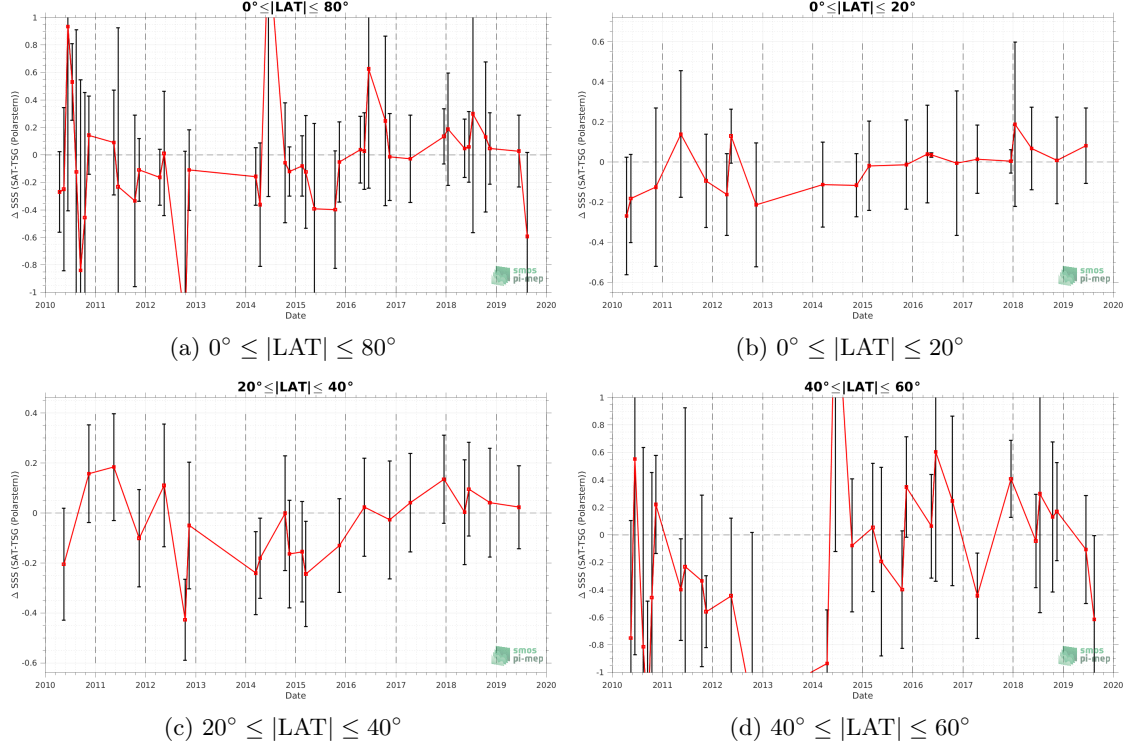 0°≤|LAT|≤ 80°
Δ SSS (SAT-TSG (Polarstern))
1
0.8
0.6
0.4
0.2
0
-0.2
-0.4
-0.6
-0.8
-1
2010 2011 2012 2013 2014 2015 2016 2017 2018 2019 2020
Date
smos
pi-mep
(a) 0° ≤ |LAT| ≤ 80°
0°≤|LAT|≤ 20°
Δ SSS (SAT-TSG (Polarstern))
0.6
0.4
0.2
0
-0.2
-0.4
-0.6
2010 2011 2012 2013 2014 2015 2016 2017 2018 2019 2020
Date
smos
pi-mep
(b) 0° ≤ |LAT| ≤ 20°
20°≤|LAT|≤ 40°
Δ SSS (SAT-TSG (Polarstern))
0.4
0.2
0
-0.2
-0.4
-0.6
2010 2011 2012 2013 2014 2015 2016 2017 2018 2019 2020
Date
smos
pi-mep
(c) 20° ≤ |LAT| ≤ 40°
40°≤|LAT|≤ 60°
Δ SSS (SAT-TSG (Polarstern))
1
0.8
0.6
0.4
0.2
0
-0.2
-0.4
-0.6
-0.8
-1
2010 2011 2012 2013 2014 2015 2016 2017 2018 2019 2020
Date
smos
pi-mep
(d) 40° ≤ |LAT| ≤ 60°